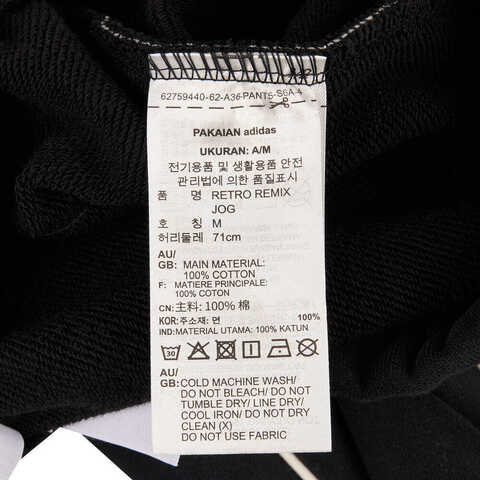 62759440-62-A36-PANTS-S6A-4
PAKAIAN adidas
UKURAN: A/M
전기용품 및 생활용품 안전
관리법에 의한 품질표시
품 명 RETRO REMIX
JOG
호 칭 M
허리둘레 71cm
AU/
GB: MAIN MATERIAL:
100% COTTON
F: MATIERE PRINCIPALE:
100% COTON
CN: 主料: 100% 棉
KOR: 주소재: 면 100%
IND: MATERIAL UTAMA: 100% KATUN
30
AU/
GB: COLD MACHINE WASH/
DO NOT BLEACH/ DO NOT
TUMBLE DRY/ LINE DRY/
COOL IRON/ DO NOT DRY
CLEAN (X)
DO NOT USE FABRIC